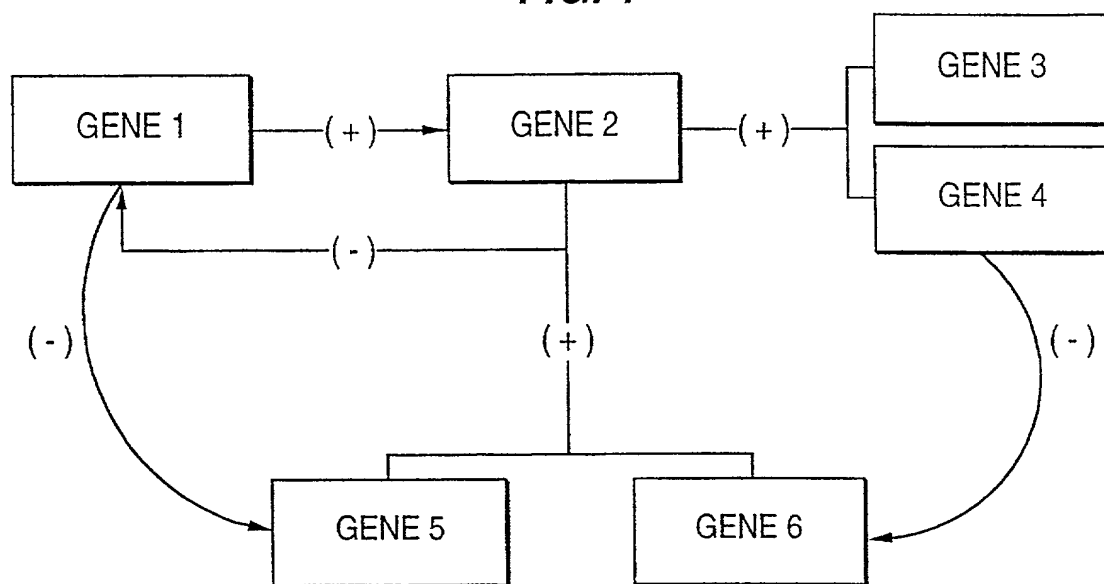 GENE 1
(+)
GENE 2
(+)
GENE 3
GENE 4
(-)
(-)
(+)
(-)
GENE 5
GENE 6